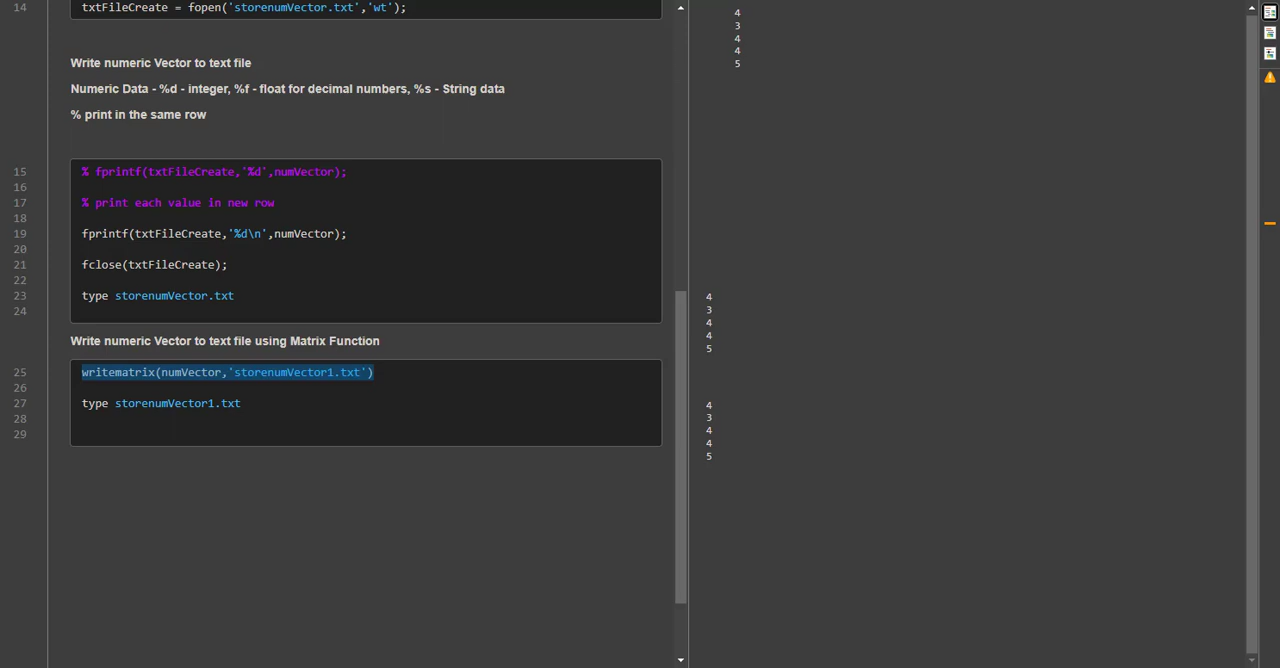 14 txtFileCreate = fopen('storenumVector.txt','wt');
Write numeric Vector to text file
Numeric Data - %d - integer, %f - float for decimal numbers, %s - String data
% print in the same row
15 % fprintf(txtFileCreate,'%d',numVector);
16
17 % print each value in new row
18
19 fprintf(txtFileCreate,'%d\n',numVector);
20
21 fclose(txtFileCreate);
22
23 type storenumVector.txt
24
Write numeric Vector to text file using Matrix Function
25 writematrix(numVector,'storenumVector1.txt')
26
27 type storenumVector1.txt
28
29
4
3
4
4
5
4
3
4
4
5
4
3
4
4
5